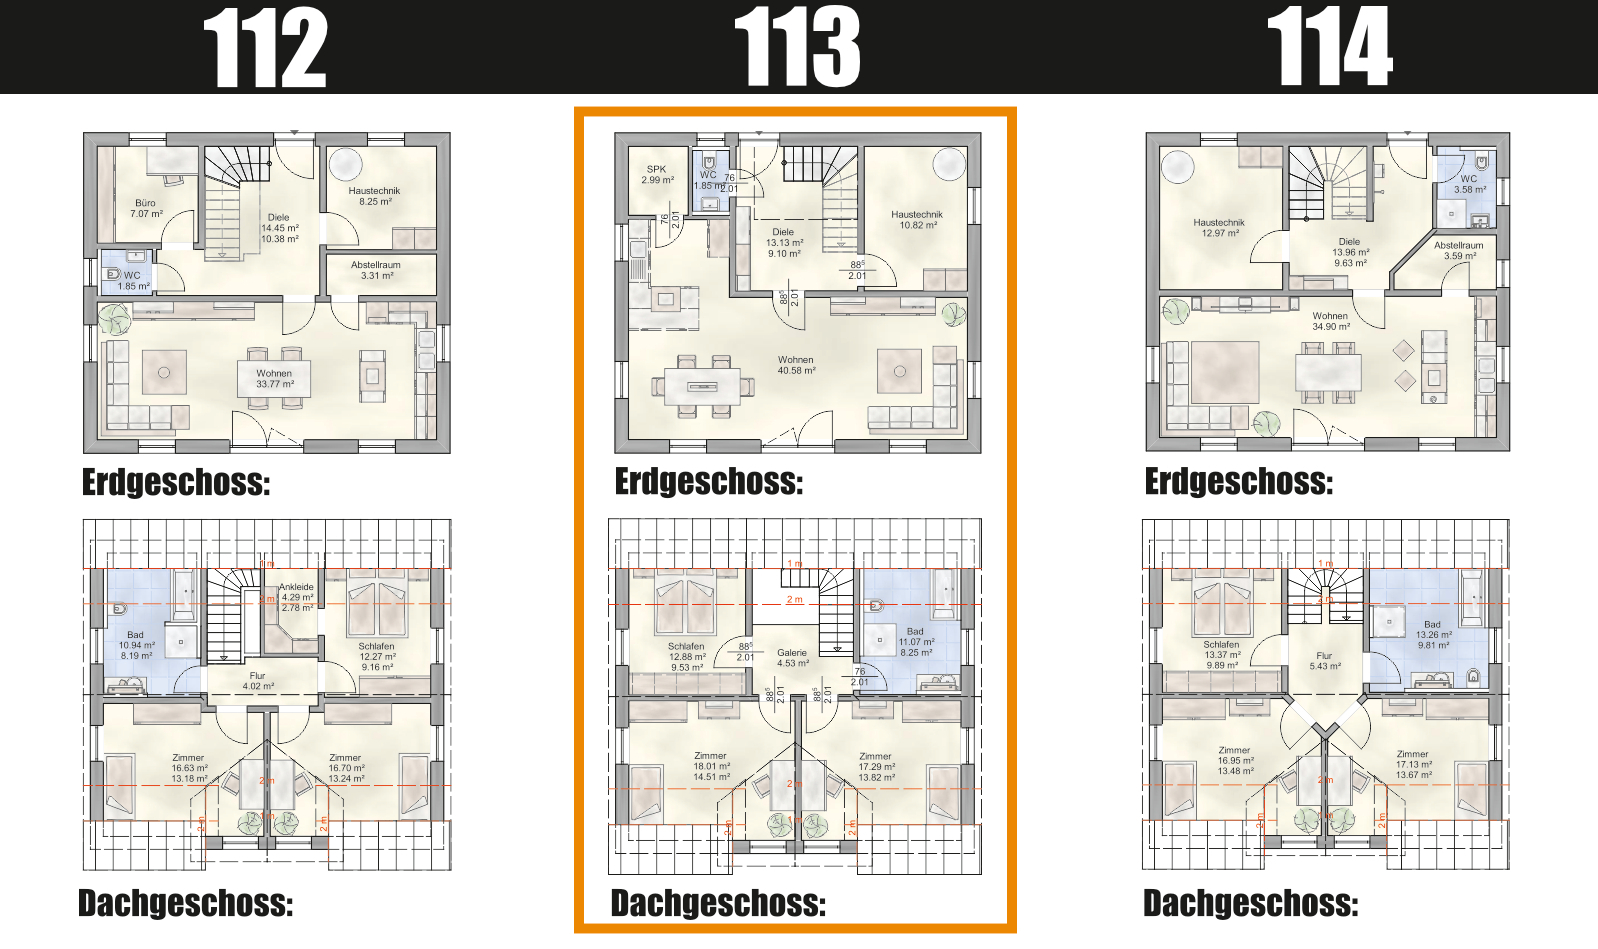 112
113
114
Büro
7.07 m²
Diele
14.45 m²
10.38 m²
Haustechnik
8.25 m²
WC
1.85 m²
Abstellraum
3.31 m²
Wohnen
33.77 m²
Erdgeschoss:
1 m
Ankleide
4.29 m²
2 m
2.78 m²
Bad
10.94 m²
8.19 m²
Schlafen
12.27 m²
9.16 m²
Flur
4.02 m²
Zimmer
16.63 m²
13.18 m²
Zimmer
16.70 m²
13.24 m²
2 m
2 m
2 m
Dachgeschoss:
SPK
2.99 m²
WC
1.85 m²
76
2.01
76
2.01
Diele
13.13 m²
9.10 m²
Haustechnik
10.82 m²
88⁵
2.01
88⁵
2.01
Wohnen
40.58 m²
Erdgeschoss:
1 m
2 m
Schlafen
12.88 m²
9.53 m²
88⁵
2.01
Galerie
4.53 m²
Bad
11.07 m²
8.25 m²
76
2.01
88⁵
2.01
88⁵
2.01
Zimmer
18.01 m²
14.51 m²
Zimmer
17.29 m²
13.82 m²
2 m
1 m
2 m
2 m
Dachgeschoss:
Haustechnik
12.97 m²
WC
3.58 m²
Diele
13.96 m²
9.63 m²
Abstellraum
3.59 m²
Wohnen
34.90 m²
Erdgeschoss:
1 m
2 m
Schlafen
13.37 m²
9.89 m²
Flur
5.43 m²
Bad
13.26 m²
9.81 m²
Zimmer
16.95 m²
13.48 m²
Zimmer
17.13 m²
13.67 m²
2 m
2 m
2 m
Dachgeschoss: